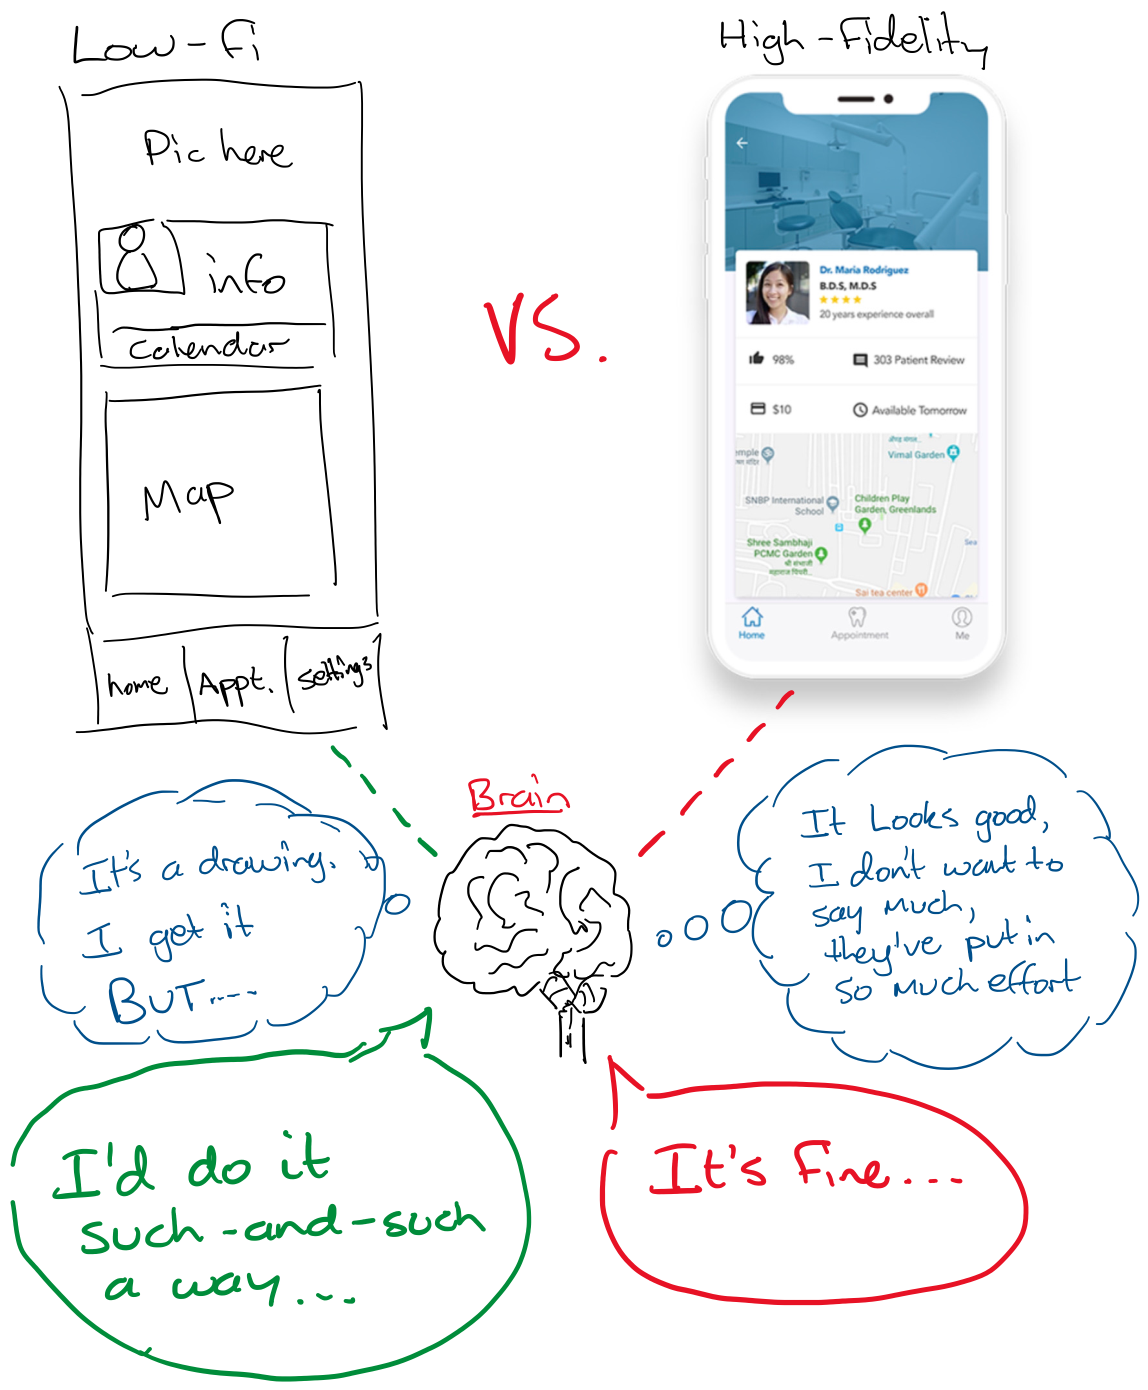 Low-Fi
Pic here
info
Calendar
Map
home
Appt.
Settings
VS.
High-Fidelity
Dr. Maria Rodriguez
B.D.S, M.D.S
20 years experience overall
98%
303 Patient Review
$10
Available Tomorrow
Vimal Garden
SNBP International
School
Children Play
Garden, Greenlands
Shree Sambhaji
PCMC Garden
श्री संभाजी
Sai tea center
Home
Appointment
Me
Brain
It's a drawing.
I get it
BUT....
It Looks good,
I don't want to
say much,
they've put in
so much effort
I'd do it
such-and-such
a way...
It's Fine...